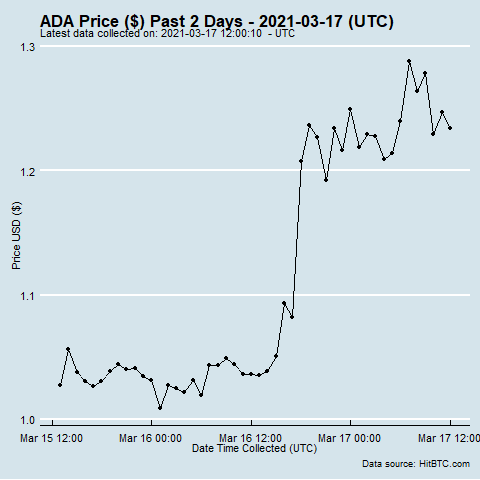 ADA Price ($) Past 2 Days - 2021-03-17 (UTC)
Latest data collected on: 2021-03-17 12:00:10 - UTC
1.3
1.2
1.1
1.0
Price USD ($)
Mar 15 12:00 Mar 16 00:00 Mar 16 12:00 Mar 17 00:00 Mar 17 12:00
Date Time Collected (UTC)
Data source: HitBTC.com